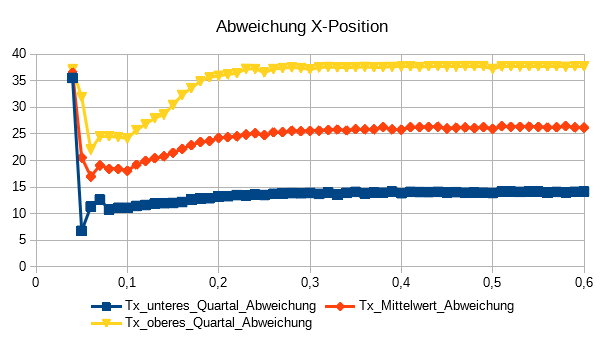 Abweichung X-Position
40
35
30
25
20
15
10
5
0
0 0,1 0,2 0,3 0,4 0,5 0,6
Tx_unteres_Quartal_Abweichung Tx_Mittelwert_Abweichung
Tx_oberes_Quartal_Abweichung